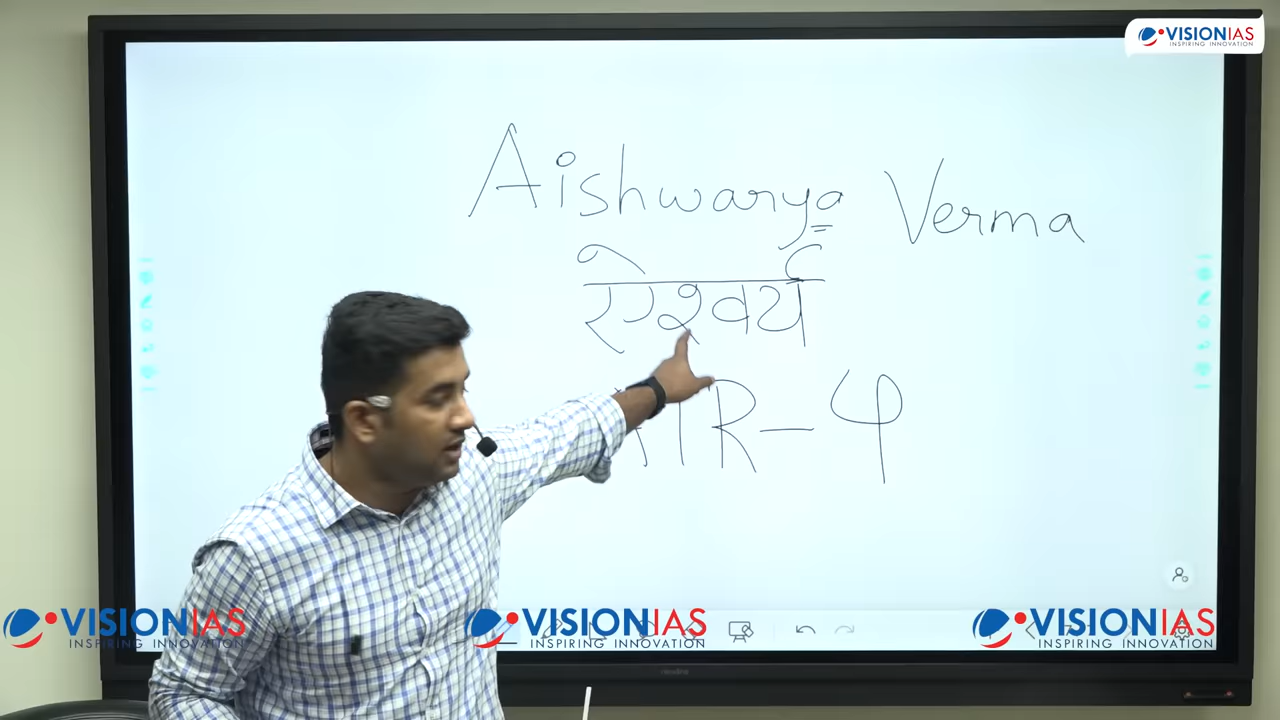 VISIONIAS
INSPIRING INNOVATION
Aishwarya Verma
ऐश्वर्य
AIR-4
VISIONIAS
INSPIRING INNOVATION
VISIONIAS
INSPIRING INNOVATION
VISIONIAS
INSPIRING INNOVATION